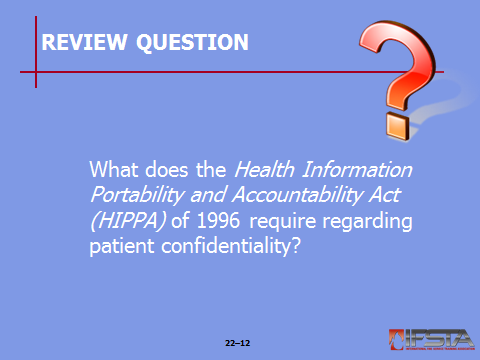 REVIEW QUESTION
What does the Health Information
Portability and Accountability Act
(HIPPA) of 1996 require regarding
patient confidentiality?
22–12
IFSTA